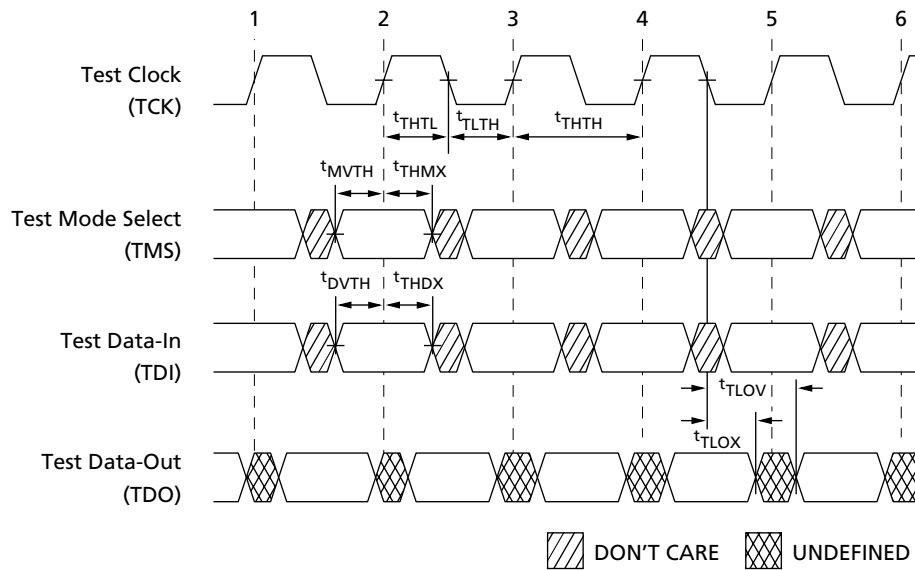 1 2 3 4 5 6
Test Clock
(TCK)
tTHTL tTLTH tTHTH
tMVTH tTHMX
Test Mode Select
(TMS)
tDVTH tTHDX
Test Data-In
(TDI)
tTLOV
tTLOX
Test Data-Out
(TDO)
DON'T CARE UNDEFINED